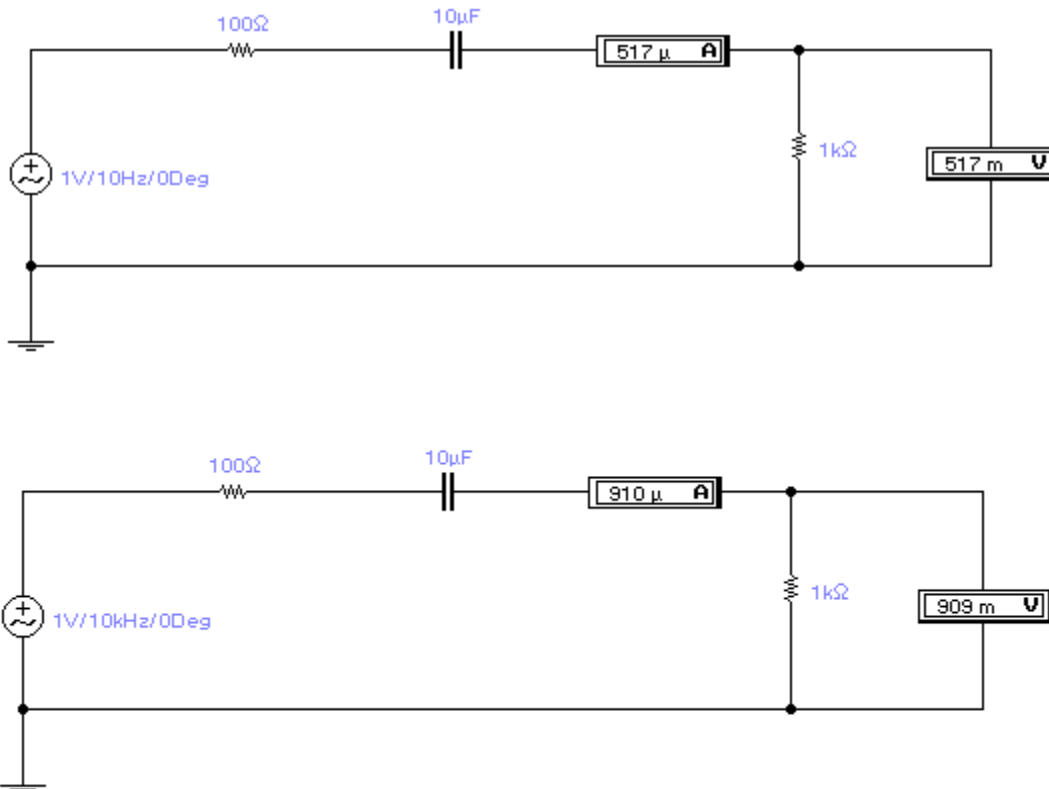 100Ω
10µF
517 µ A
1kΩ
517 m V
1V/10Hz/0Deg
100Ω
10µF
910 µ A
1kΩ
909 m V
1V/10kHz/0Deg